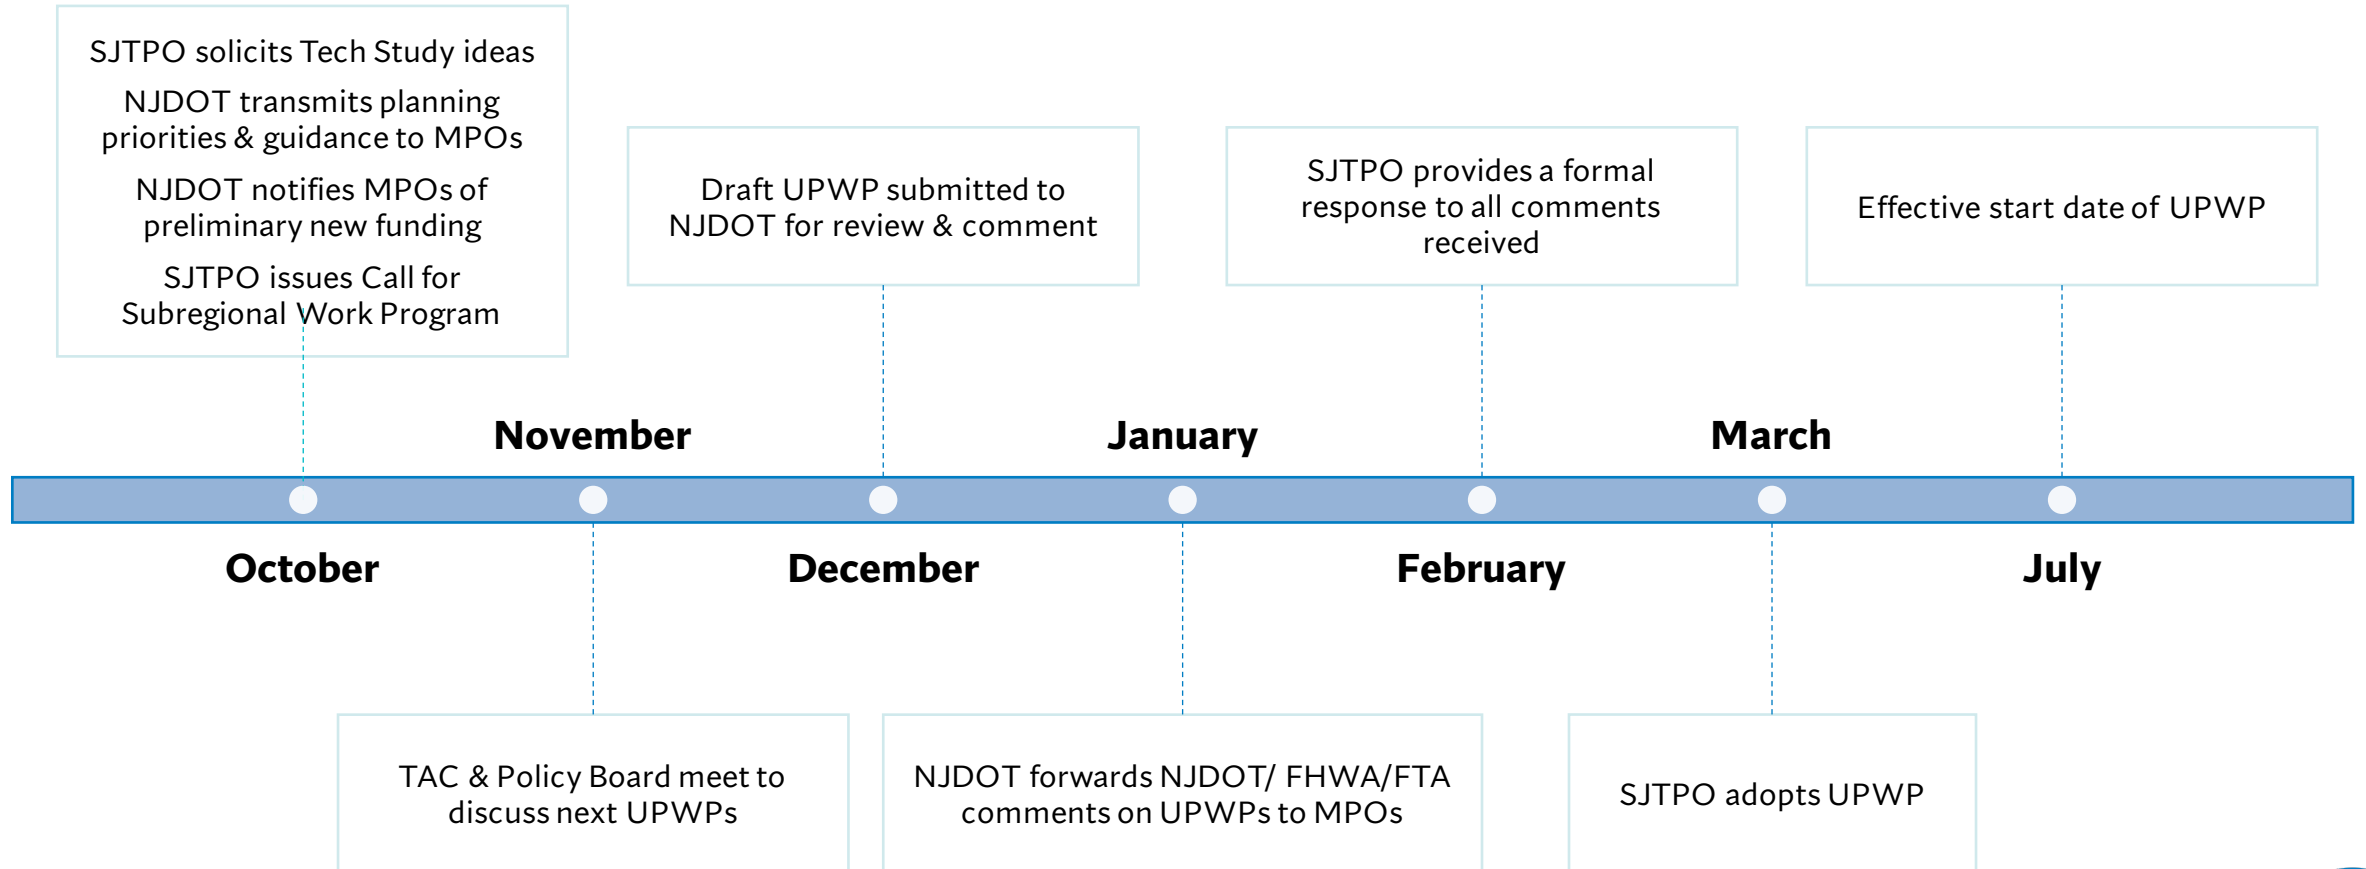 SJTPO solicits Tech Study ideas
NJDOT transmits planning
priorities & guidance to MPOs
NJDOT notifies MPOs of
preliminary new funding
SJTPO issues Call for
Subregional Work Program
Draft UPWP submitted to
NJDOT for review & comment
SJTPO provides a formal
response to all comments
received
Effective start date of UPWP
November
January
March
October
December
February
July
TAC & Policy Board meet to
discuss next UPWPs
NJDOT forwards NJDOT/ FHWA/FTA
comments on UPWPs to MPOs
SJTPO adopts UPWP